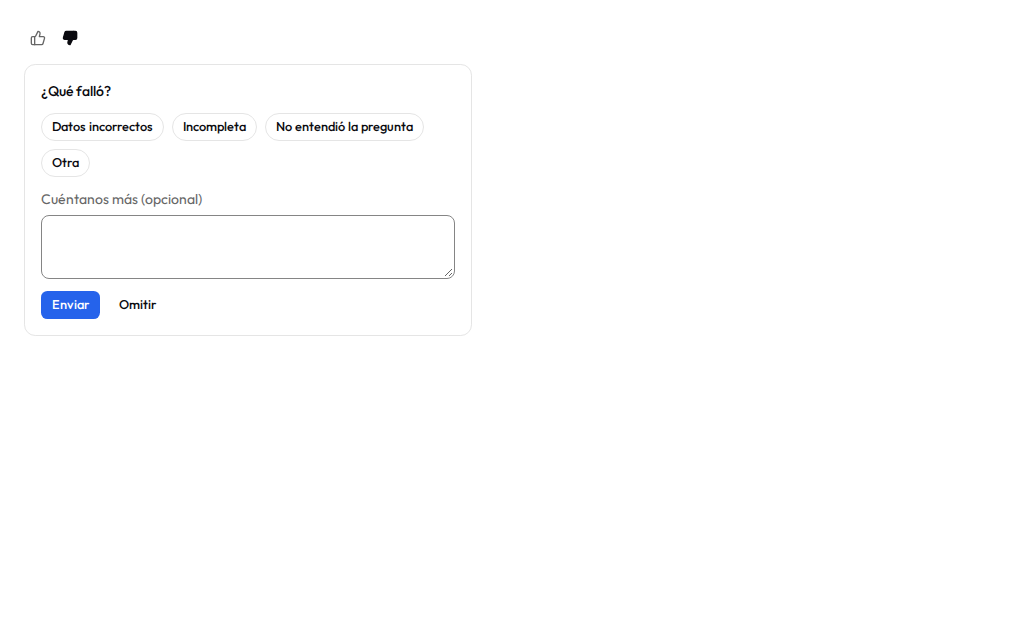 ¿Qué falló?
Datos incorrectos Incompleta No entendió la pregunta
Otra
Cuéntanos más (opcional)
Enviar Omitir